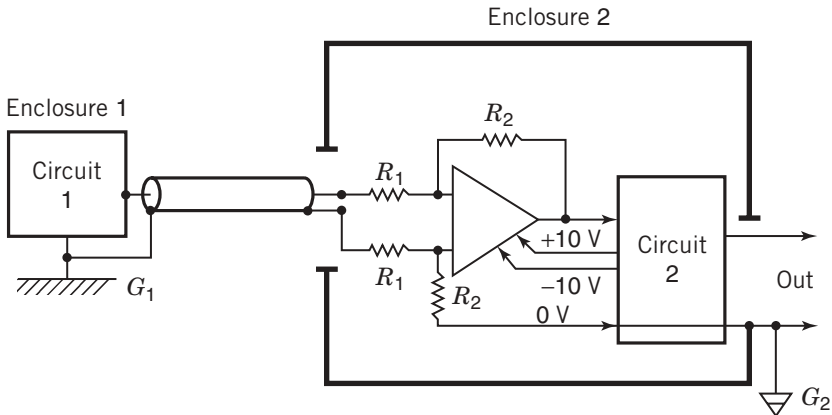 Enclosure 2
Enclosure 1
Circuit
1
R₂
R₁
+10 V
Circuit
2
−10 V
Out
G₁
R₁
R₂
0 V
G₂